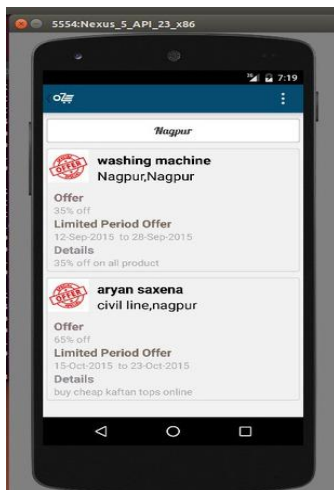 5554:Nexus_5_API_23_x86
7:19
Nagpur
OFFER
washing machine
Nagpur,Nagpur
Offer
35% off
Limited Period Offer
12-Sep-2015 to 28-Sep-2015
Details
35% off on all product
OFFER
aryan saxena
civil line,nagpur
Offer
65% off
Limited Period Offer
15-Oct-2015 to 23-Oct-2015
Details
buy cheap kaftan tops online